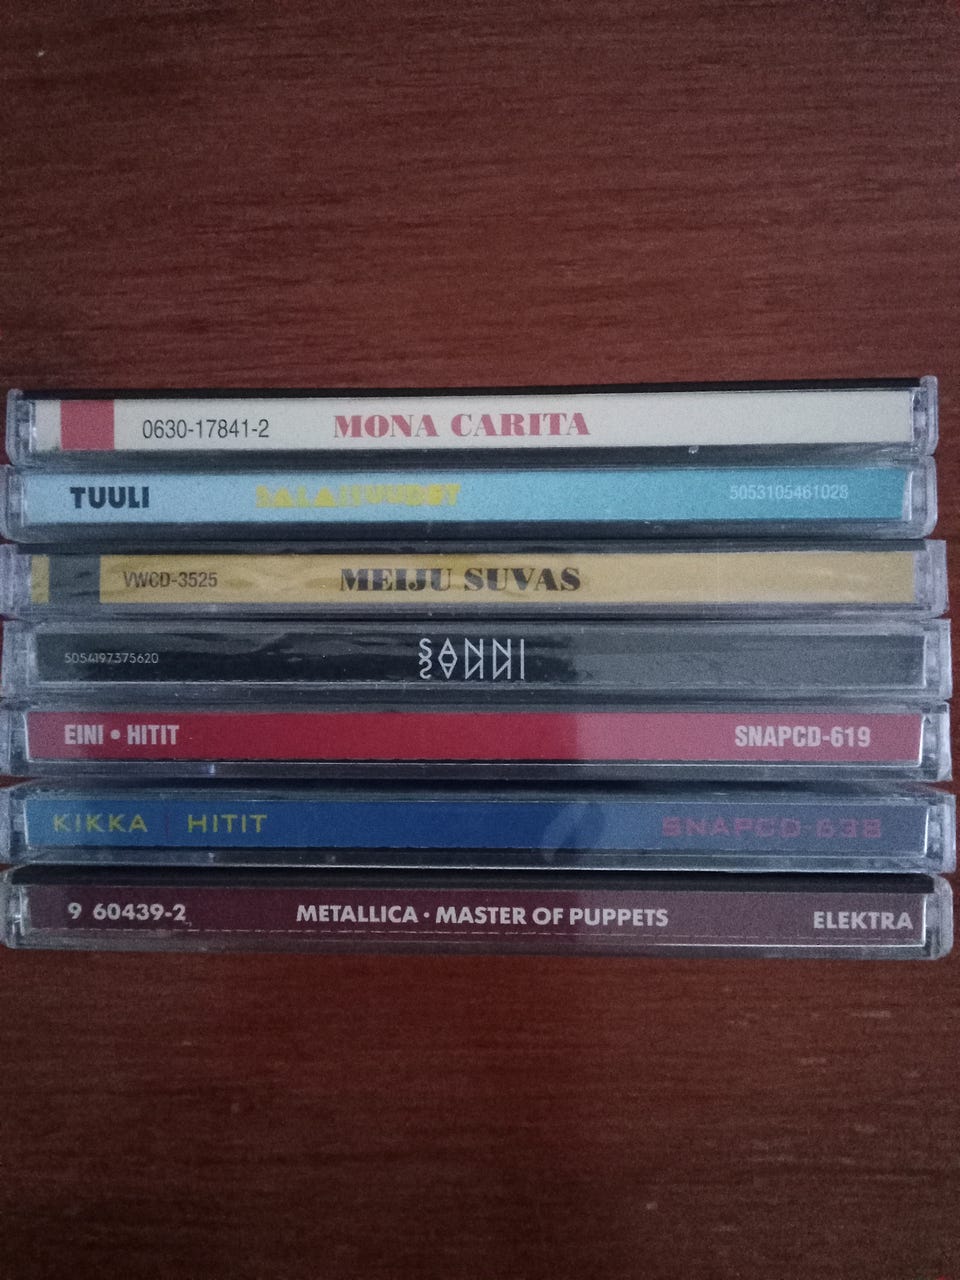 0630-17841-2 MONA CARITA
TUULI SALAISUUDET 5053105461028
VWCD-3525 MEIJU SUVAS
5054197375620 SANNI
EINI • HITIT SNAPCD-619
KIKKA | HITIT SNAPCD-638
9 60439-2 METALLICA • MASTER OF PUPPETS ELEKTRA